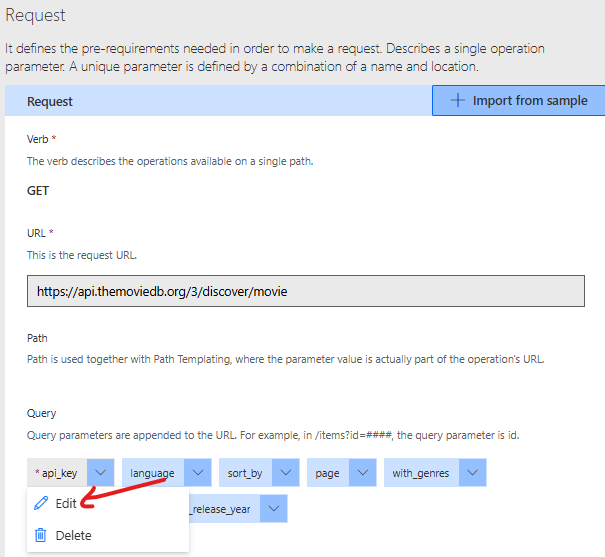 Request
It defines the pre-requirements needed in order to make a request. Describes a single operation
parameter. A unique parameter is defined by a combination of a name and location.
Request
+ Import from sample
Verb *
The verb describes the operations available on a single path.
GET
URL *
This is the request URL.
https://api.themoviedb.org/3/discover/movie
Path
Path is used together with Path Templating, where the parameter value is actually part of the operation's URL.
Query
Query parameters are appended to the URL. For example, in /items?id=####, the query parameter is id.
* api_key language sort_by page with_genres
Edit _release_year
Delete